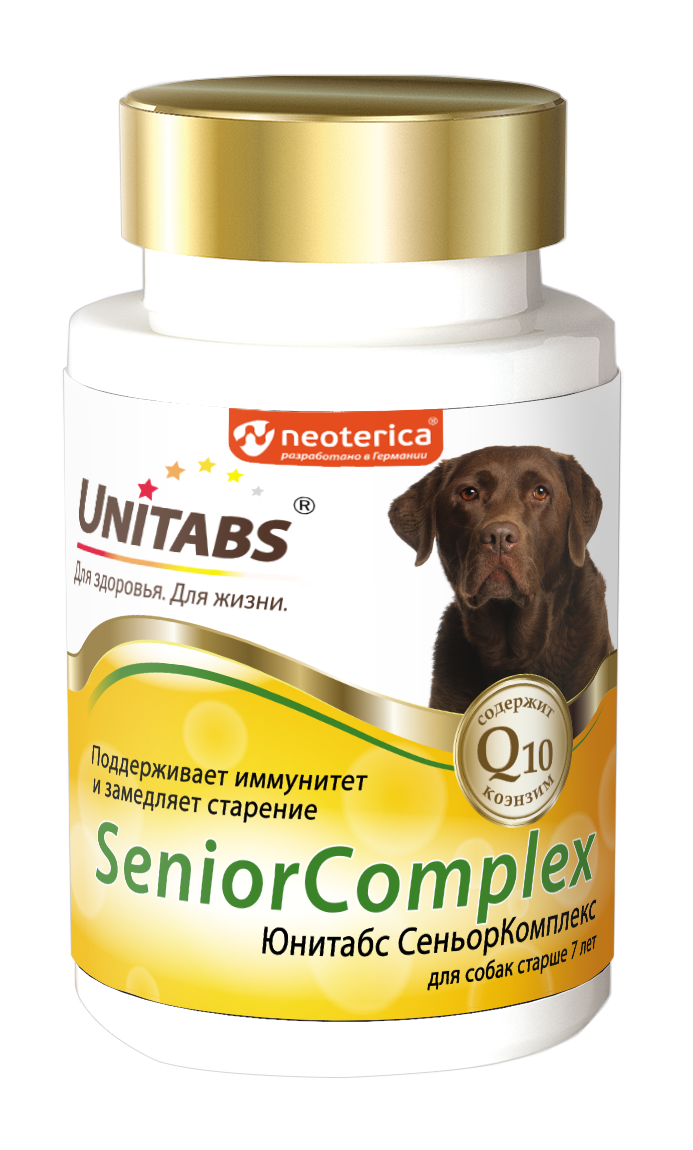 neoterica®
разработано в Германии
UNITABS®
Для здоровья. Для жизни.
содержит
Q10
коэнзим
Поддерживает иммунитет
и замедляет старение
SeniorComplex
Юнитабс СеньорКомплекс
для собак старше 7 лет